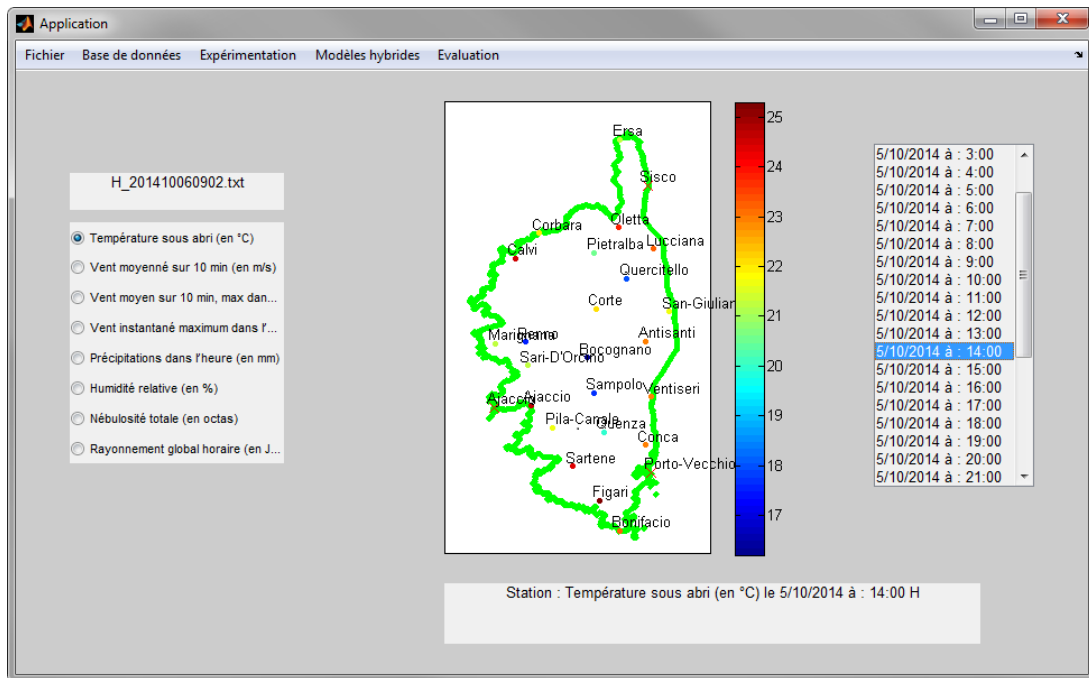 Application
Fichier Base de données Expérimentation Modèles hybrides Evaluation
H_201410060902.txt
Température sous abri (en °C)
Vent moyenné sur 10 min (en m/s)
Vent moyen sur 10 min, max dan...
Vent instantané maximum dans l'...
Précipitations dans l'heure (en mm)
Humidité relative (en %)
Nébulosité totale (en octas)
Rayonnement global horaire (en J...
Ersa
Sisco
Corbara
Oletta
Calvi
Pietralba
Lucciana
Quercitello
Corte
San-Giulian
Marignana
Renno
Antisanti
Bocognano
Sari-D'Orcino
Sampolo
Ventiseri
Ajaccio
Ajaccio
Pila-Canale
Quenza
Conca
Sartene
Porto-Vecchio
Figari
Bonifacio
25
24
23
22
21
20
19
18
17
5/10/2014 à : 3:00
5/10/2014 à : 4:00
5/10/2014 à : 5:00
5/10/2014 à : 6:00
5/10/2014 à : 7:00
5/10/2014 à : 8:00
5/10/2014 à : 9:00
5/10/2014 à : 10:00
5/10/2014 à : 11:00
5/10/2014 à : 12:00
5/10/2014 à : 13:00
5/10/2014 à : 14:00
5/10/2014 à : 15:00
5/10/2014 à : 16:00
5/10/2014 à : 17:00
5/10/2014 à : 18:00
5/10/2014 à : 19:00
5/10/2014 à : 20:00
5/10/2014 à : 21:00
Station : Température sous abri (en °C) le 5/10/2014 à : 14:00 H